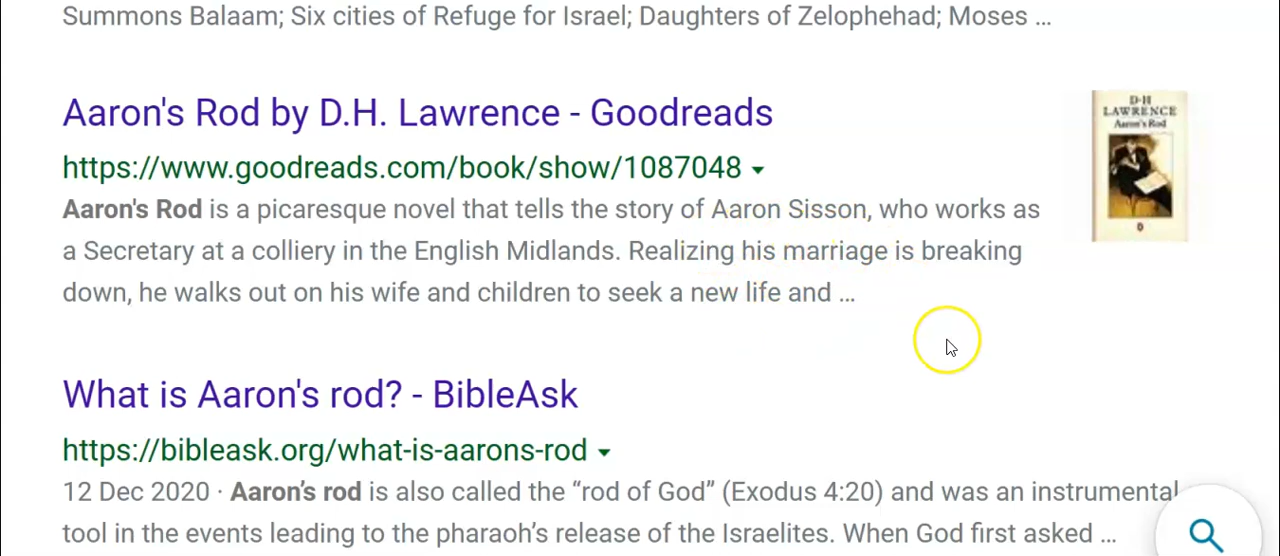 Summons Balaam; Six cities of Refuge for Israel; Daughters of Zelophehad; Moses ...
Aaron's Rod by D.H. Lawrence - Goodreads
https://www.goodreads.com/book/show/1087048
D·H
LAWRENCE
Aaron's Rod
Aaron's Rod is a picaresque novel that tells the story of Aaron Sisson, who works as
a Secretary at a colliery in the English Midlands. Realizing his marriage is breaking
down, he walks out on his wife and children to seek a new life and ...
What is Aaron's rod? - BibleAsk
https://bibleask.org/what-is-aarons-rod
12 Dec 2020 · Aaron’s rod is also called the “rod of God” (Exodus 4:20) and was an instrumental
tool in the events leading to the pharaoh’s release of the Israelites. When God first asked ...